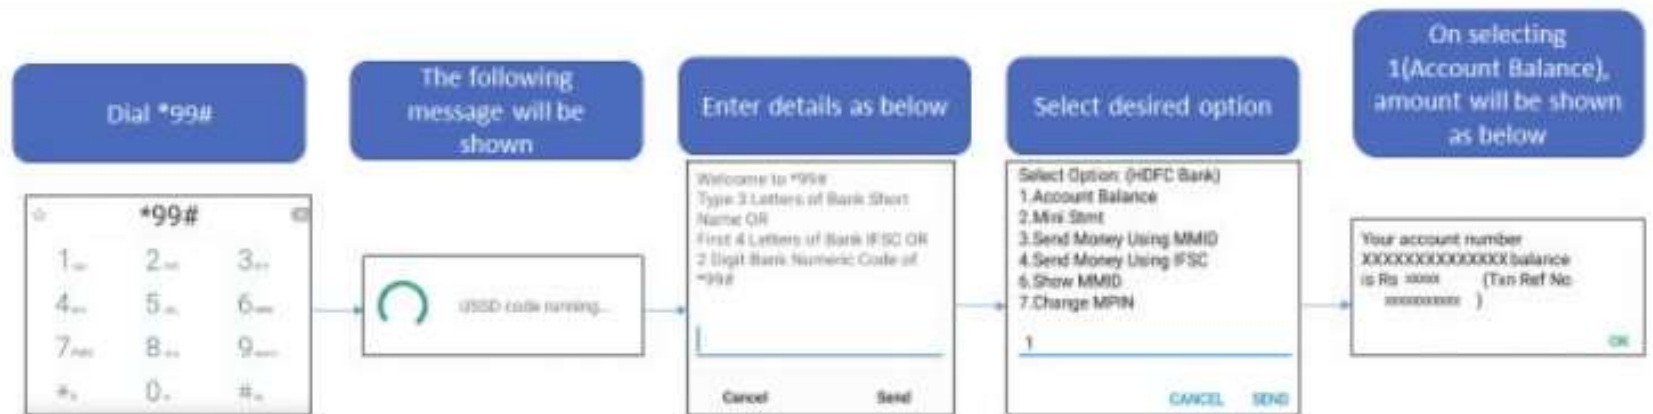 Dial *99#
The following
message will be
shown
Enter details as below
Select desired option
On selecting
1(Account Balance),
amount will be shown
as below
*99#
1 2 3
4 5 6
7 8 9
* 0 #
USSD code running...
Welcome to *99#
Type 3 Letters of Bank Short
Name OR
First 4 Letters of Bank IFSC OR
2 Digit Bank Numeric Code of
*99#
Cancel Send
Select Option: (HDFC Bank)
1.Account Balance
2.Mini Stmt
3.Send Money Using MMID
4.Send Money Using IFSC
6.Show MMID
7.Change MPIN
1
CANCEL SEND
Your account number
XXXXXXXXXXXXXX balance
is Rs xxxxx (Txn Ref No
xxxxxxxxxxx )
OK